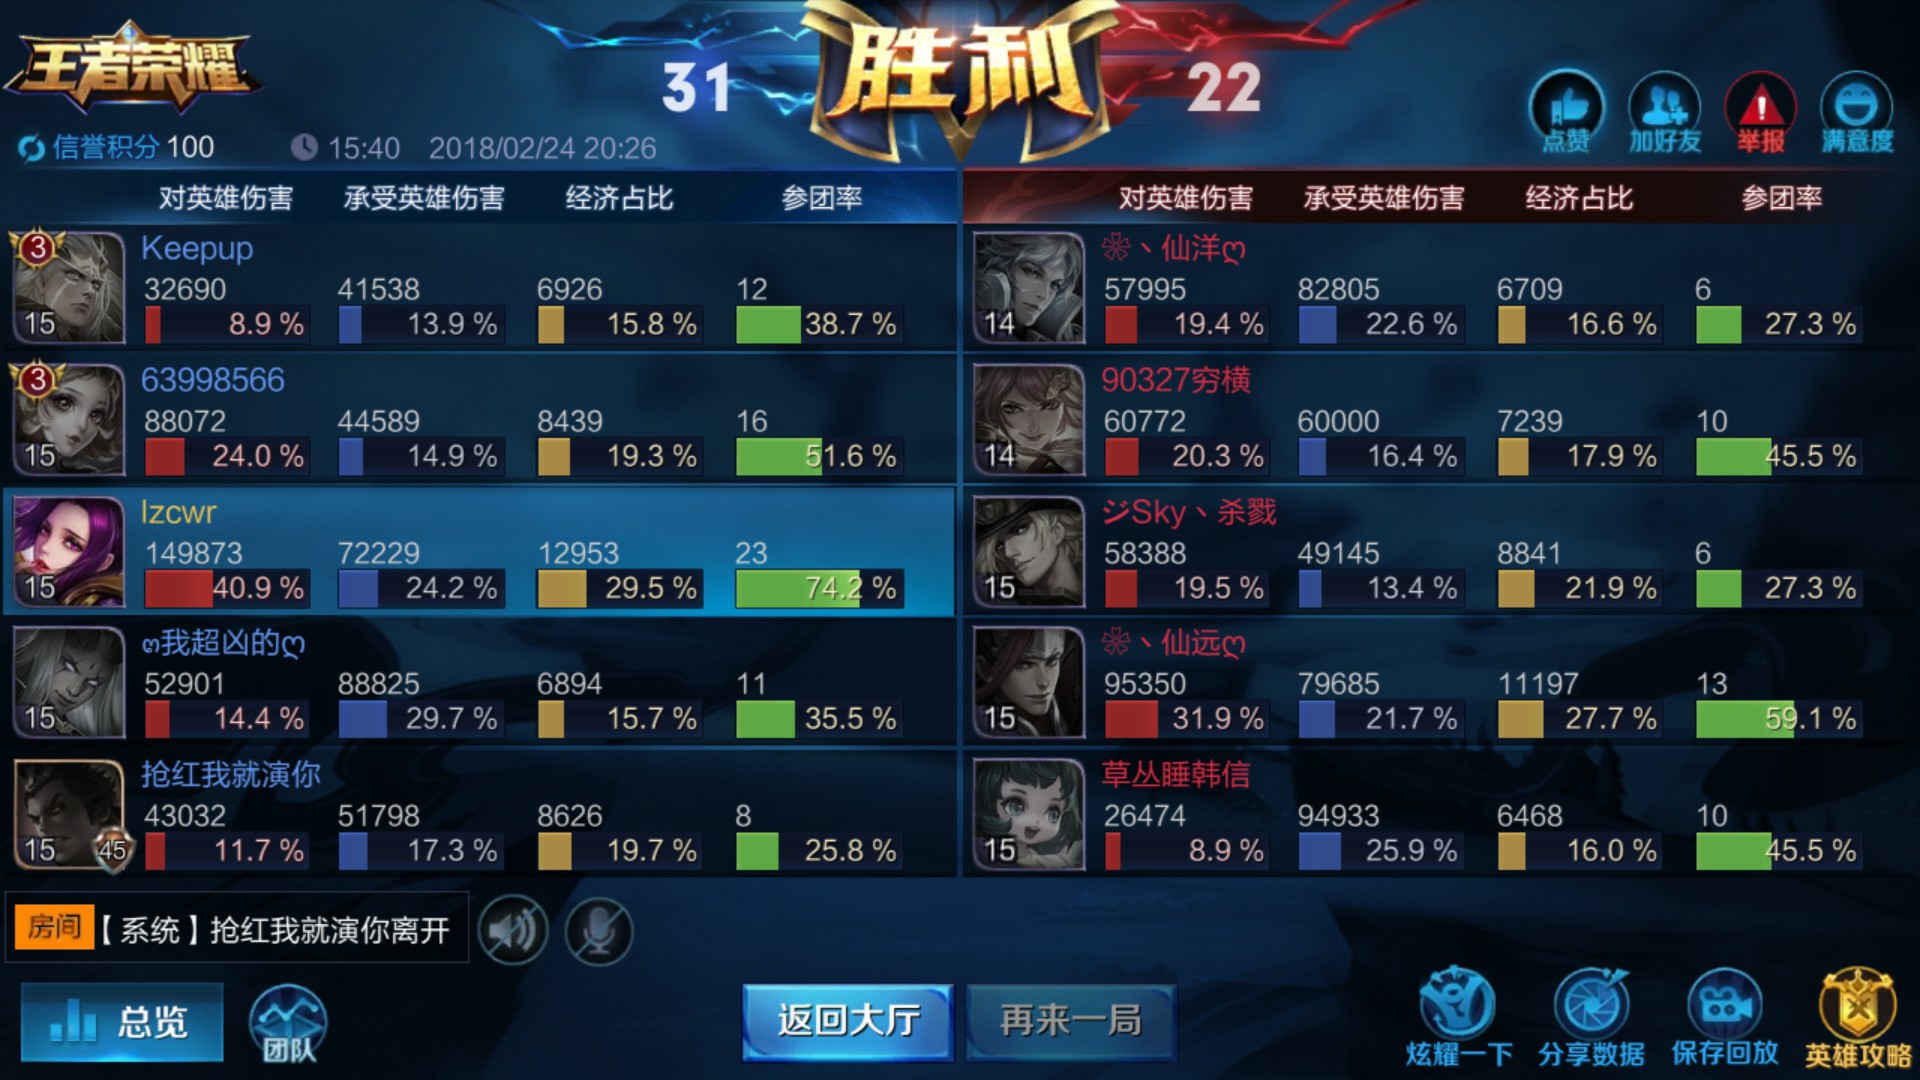 王者荣耀
31 胜利 22
信誉积分 100 15:40 2018/02/24 20:26
点赞 加好友 举报 满意度
对英雄伤害 承受英雄伤害 经济占比 参团率
3 Keepup
32690 41538 6926 12
15 8.9 % 13.9 % 15.8 % 38.7 %
3 63998566
88072 44589 8439 16
15 24.0 % 14.9 % 19.3 % 51.6 %
lzcwr
149873 72229 12953 23
15 40.9 % 24.2 % 29.5 % 74.2 %
ო我超凶的ღ
52901 88825 6894 11
15 14.4 % 29.7 % 15.7 % 35.5 %
抢红我就演你
43032 51798 8626 8
15 45 11.7 % 17.3 % 19.7 % 25.8 %
对英雄伤害 承受英雄伤害 经济占比 参团率
❀丶仙洋ღ
57995 82805 6709 6
14 19.4 % 22.6 % 16.6 % 27.3 %
90327穷横
60772 60000 7239 10
14 20.3 % 16.4 % 17.9 % 45.5 %
ジSky丶杀戮
58388 49145 8841 6
15 19.5 % 13.4 % 21.9 % 27.3 %
❀丶仙远ღ
95350 79685 11197 13
15 31.9 % 21.7 % 27.7 % 59.1 %
草丛睡韩信
26474 94933 6468 10
15 8.9 % 25.9 % 16.0 % 45.5 %
房间 【系统】抢红我就演你离开
总览 团队 返回大厅 再来一局 炫耀一下 分享数据 保存回放 英雄攻略